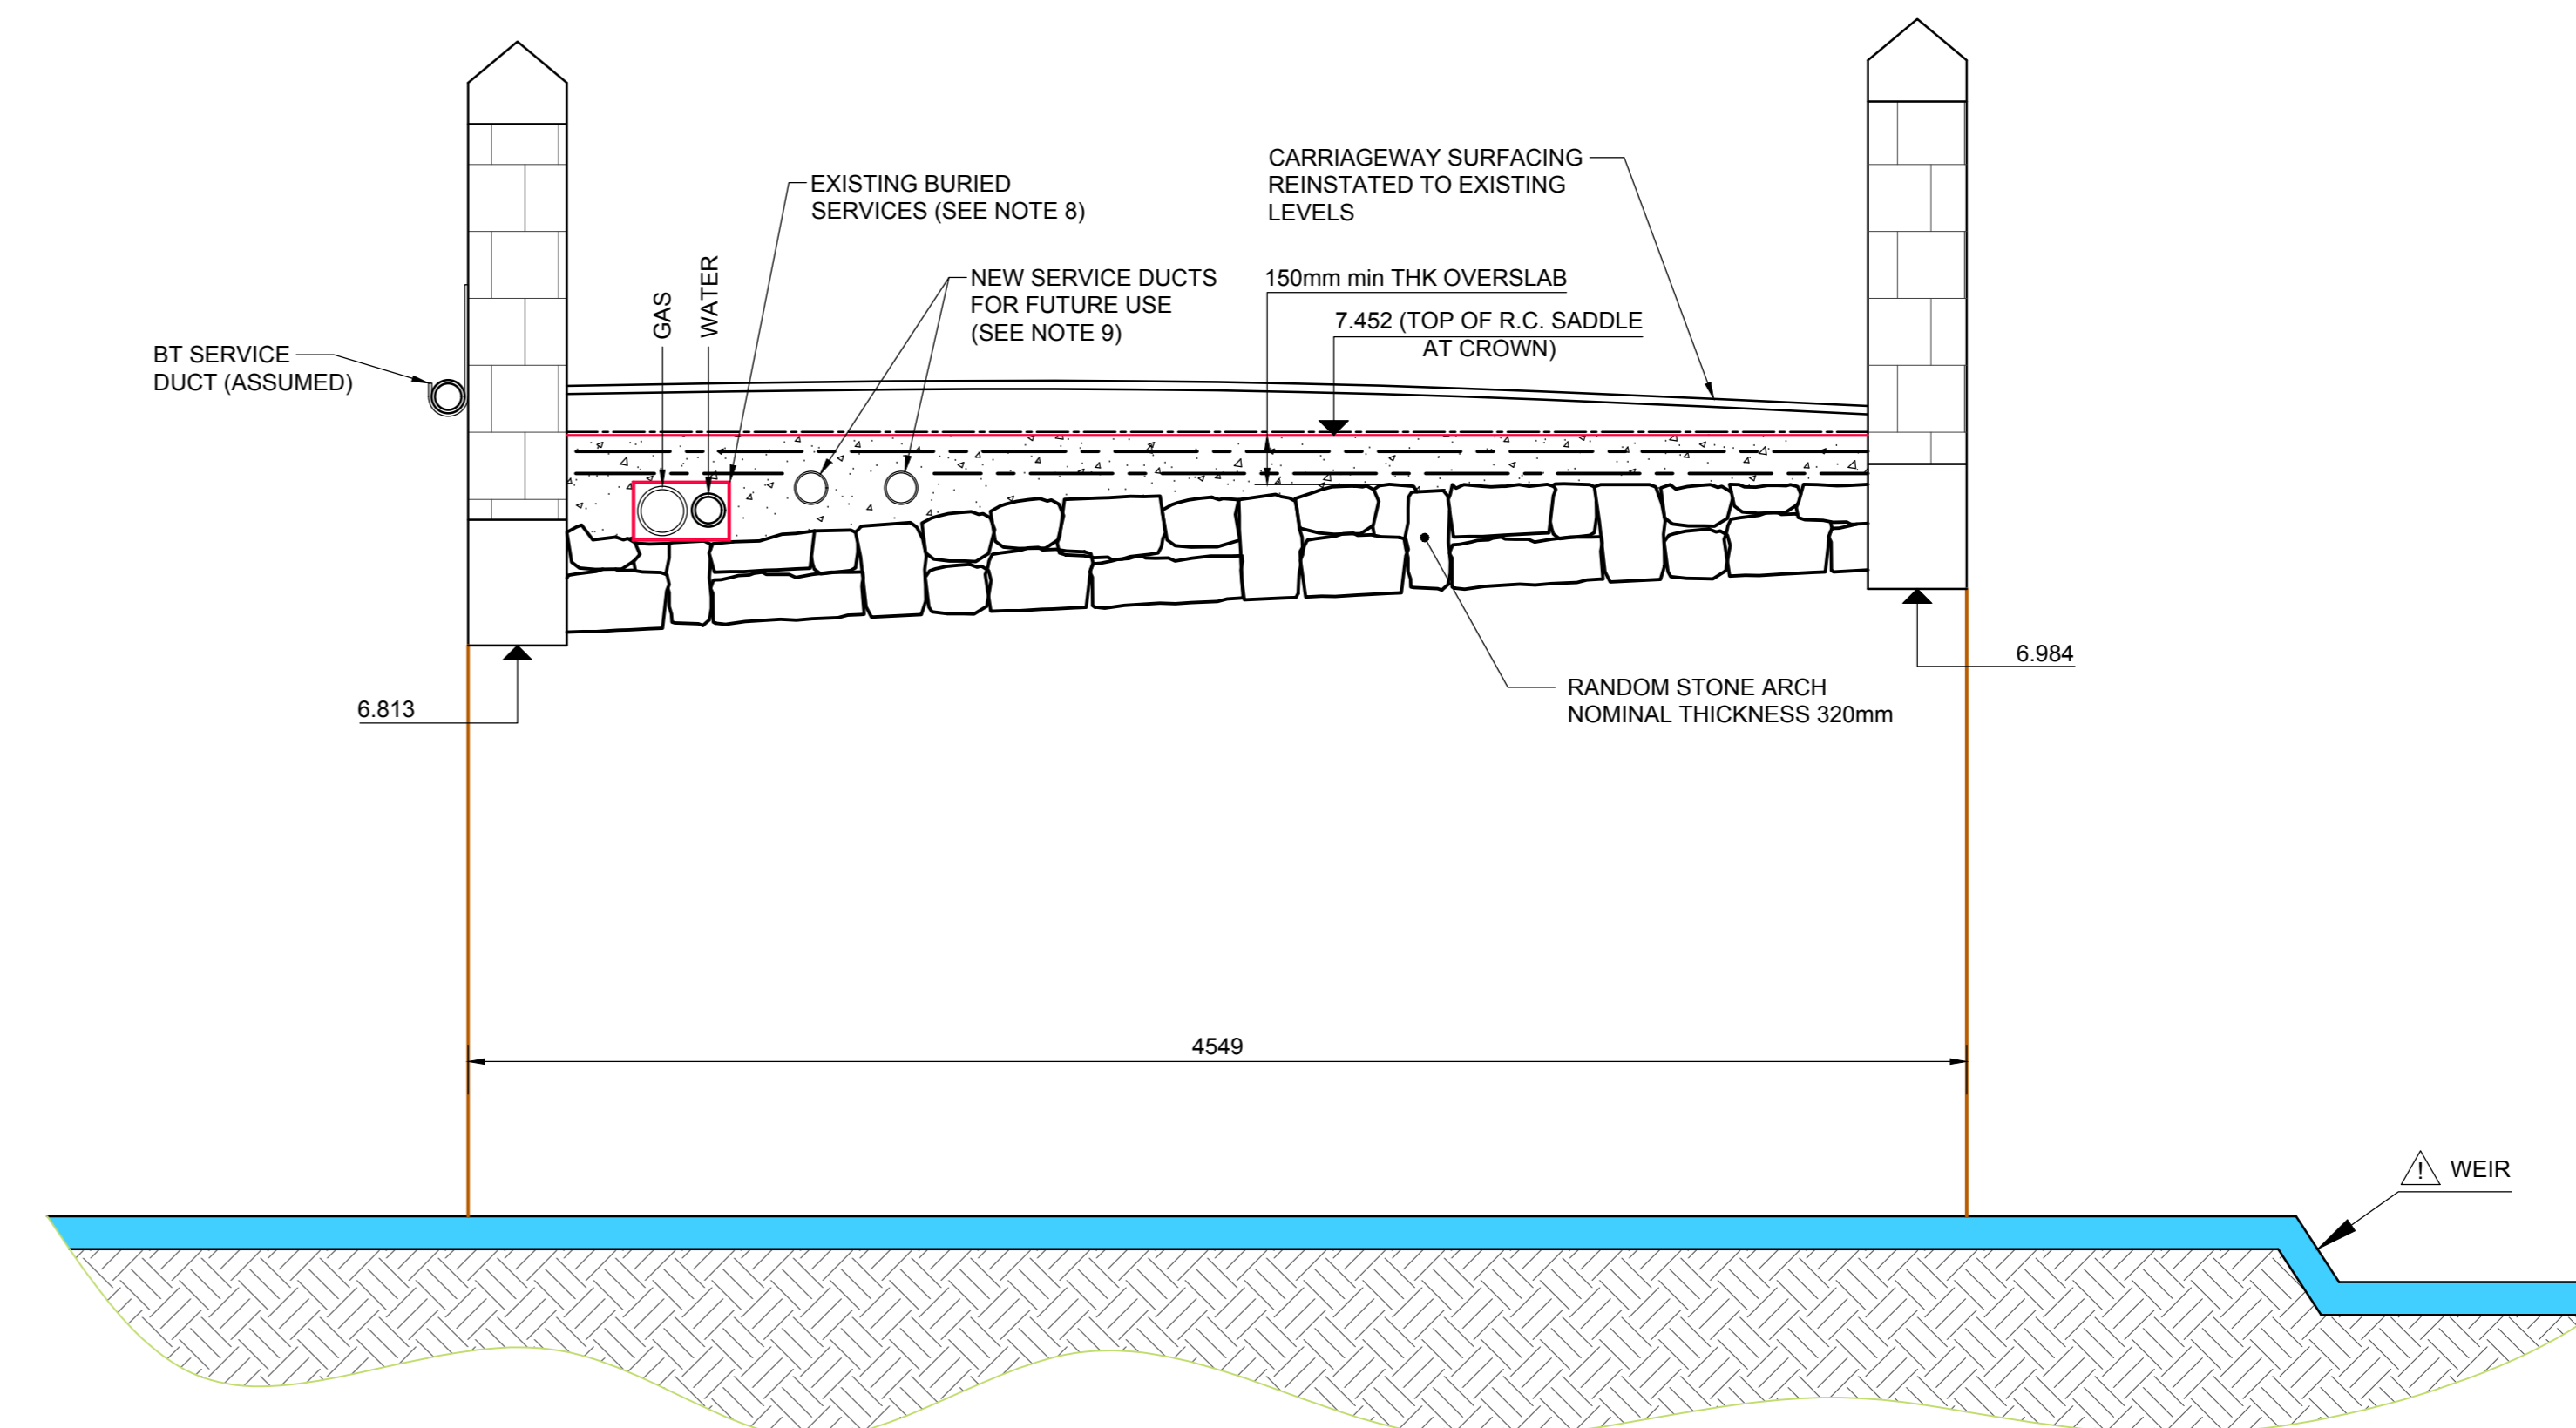 EXISTING BURIED
SERVICES (SEE NOTE 8)
CARRIAGEWAY SURFACING
REINSTATED TO EXISTING
LEVELS
GAS
WATER
NEW SERVICE DUCTS
FOR FUTURE USE
(SEE NOTE 9)
150mm min THK OVERSLAB
7.452 (TOP OF R.C. SADDLE
AT CROWN)
BT SERVICE
DUCT (ASSUMED)
6.984
6.813
RANDOM STONE ARCH
NOMINAL THICKNESS 320mm
4549
! WEIR